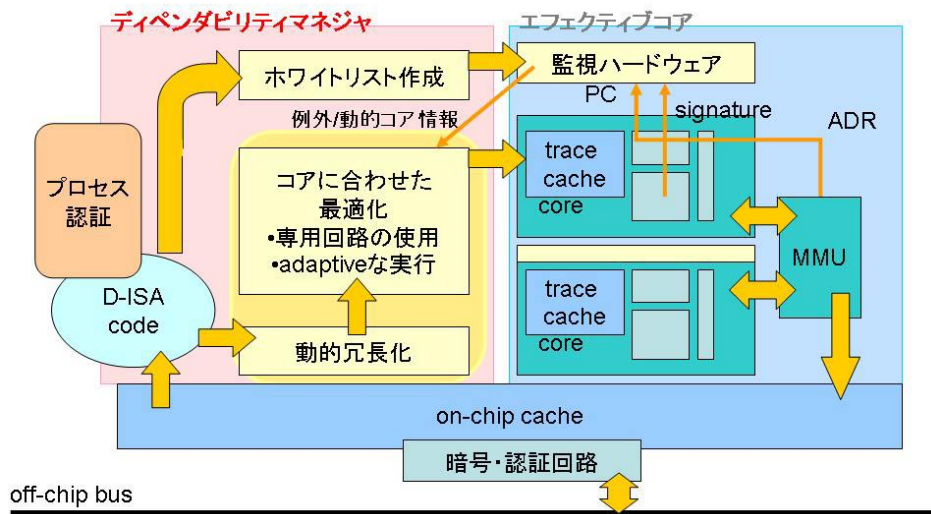 ディペンダビリティマネジャ
エフェクティブコア
ホワイトリスト作成
監視ハードウェア
PC
signature
ADR
例外/動的コア情報
プロセス
認証
コアに合わせた
最適化
•専用回路の使用
•adaptiveな実行
trace
cache
core
MMU
D-ISA
code
動的冗長化
trace
cache
core
on-chip cache
暗号・認証回路
off-chip bus